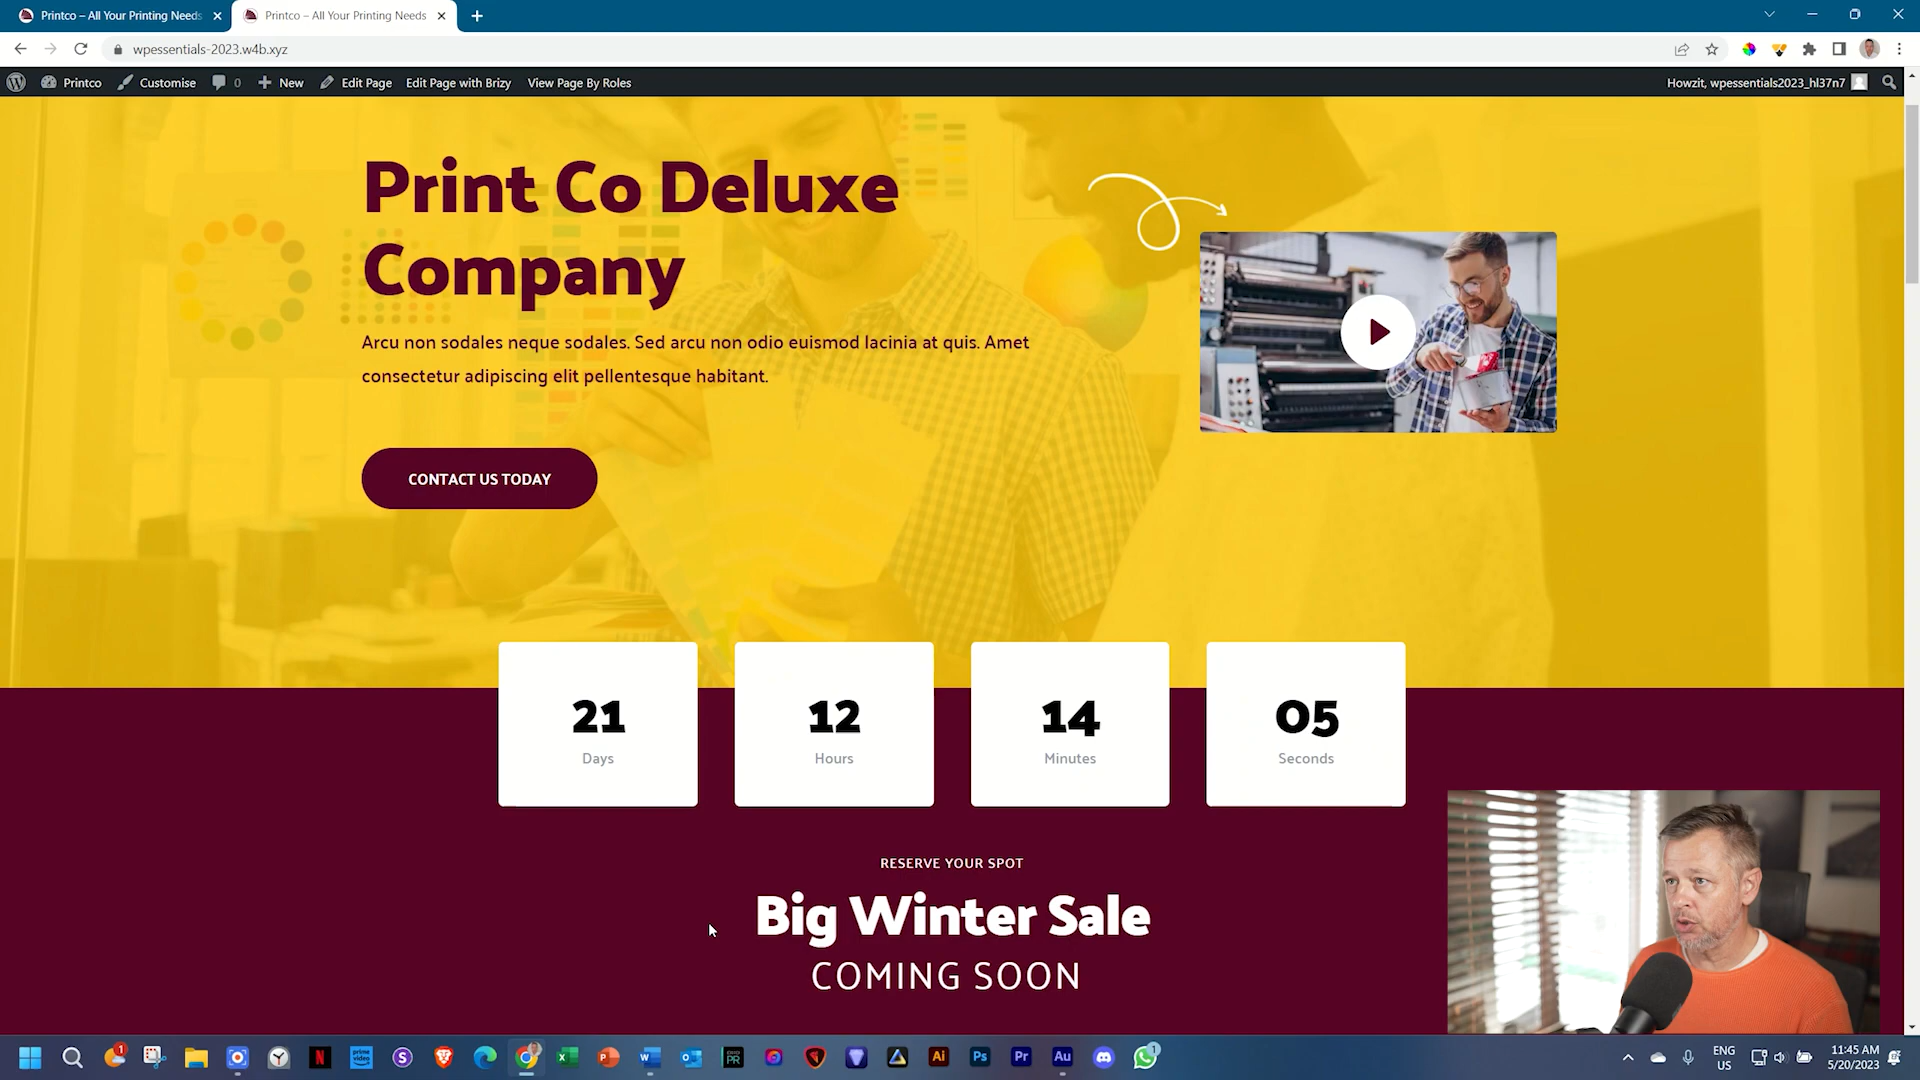 Printco – All Your Printing Needs
Printco – All Your Printing Needs
wpessentials-2023.w4b.xyz
Printco
Customise
0
New
Edit Page
Edit Page with Brizy
View Page By Roles
Howzit, wpessentials2023_hl37n7
Print Co Deluxe
Company
Arcu non sodales neque sodales. Sed arcu non odio euismod lacinia at quis. Amet
consectetur adipiscing elit pellentesque habitant.
CONTACT US TODAY
21
Days
12
Hours
14
Minutes
05
Seconds
RESERVE YOUR SPOT
Big Winter Sale
COMING SOON
ENG
US
11:45 AM
5/20/2023